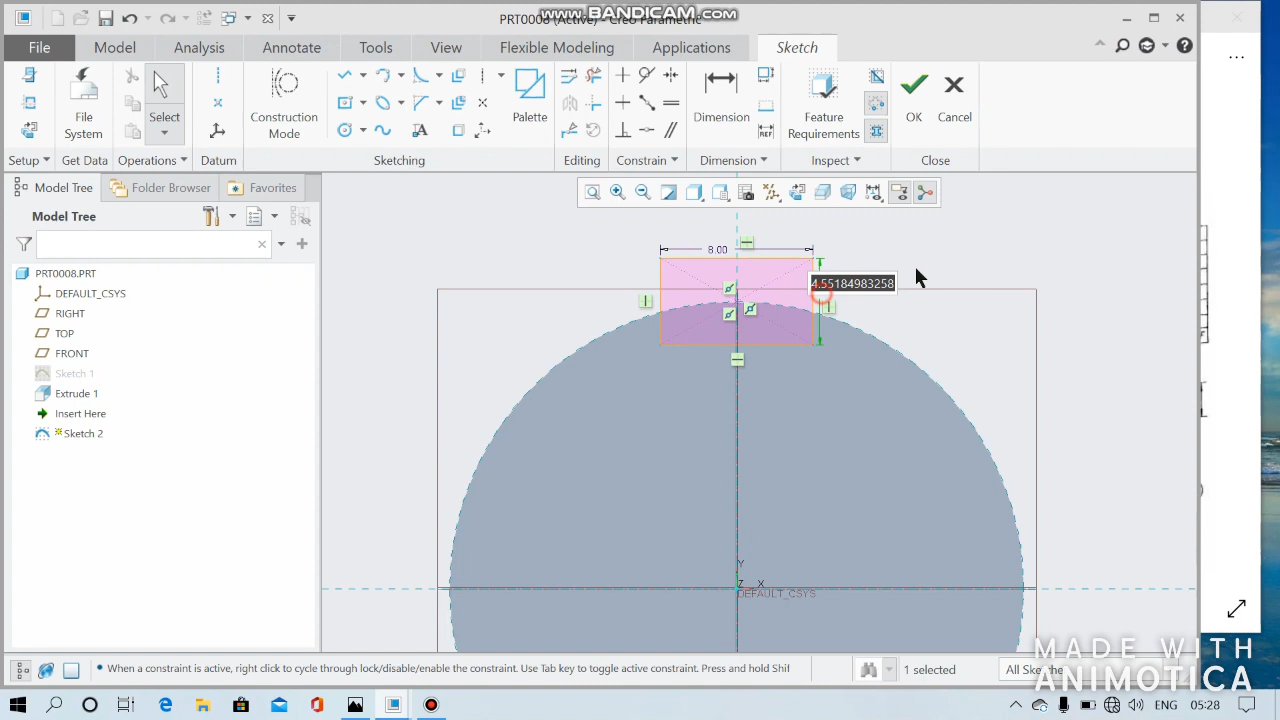 PRT0008 (Active) - Creo Parametric
www.BANDICAM.com
File Model Analysis Annotate Tools View Flexible Modeling Applications Sketch
File System
Select
Construction Mode
Palette
Dimension
REF
Feature Requirements
OK
Cancel
Setup Get Data Operations Datum Sketching Editing Constrain Dimension Inspect Close
Model Tree Folder Browser Favorites
Model Tree
PRT0008.PRT
DEFAULT_CSYS
RIGHT
TOP
FRONT
Sketch 1
Extrude 1
Insert Here
Sketch 2
8.00
4.55184983258
Y
Z X
DEFAULT_CSYS
When a constraint is active, right click to cycle through lock/disable/enable the constraint. Use Tab key to toggle active constraint. Press and hold Shif
1 selected
All Sketche
MADE WITH
ANIMOTICA
ENG 05:28